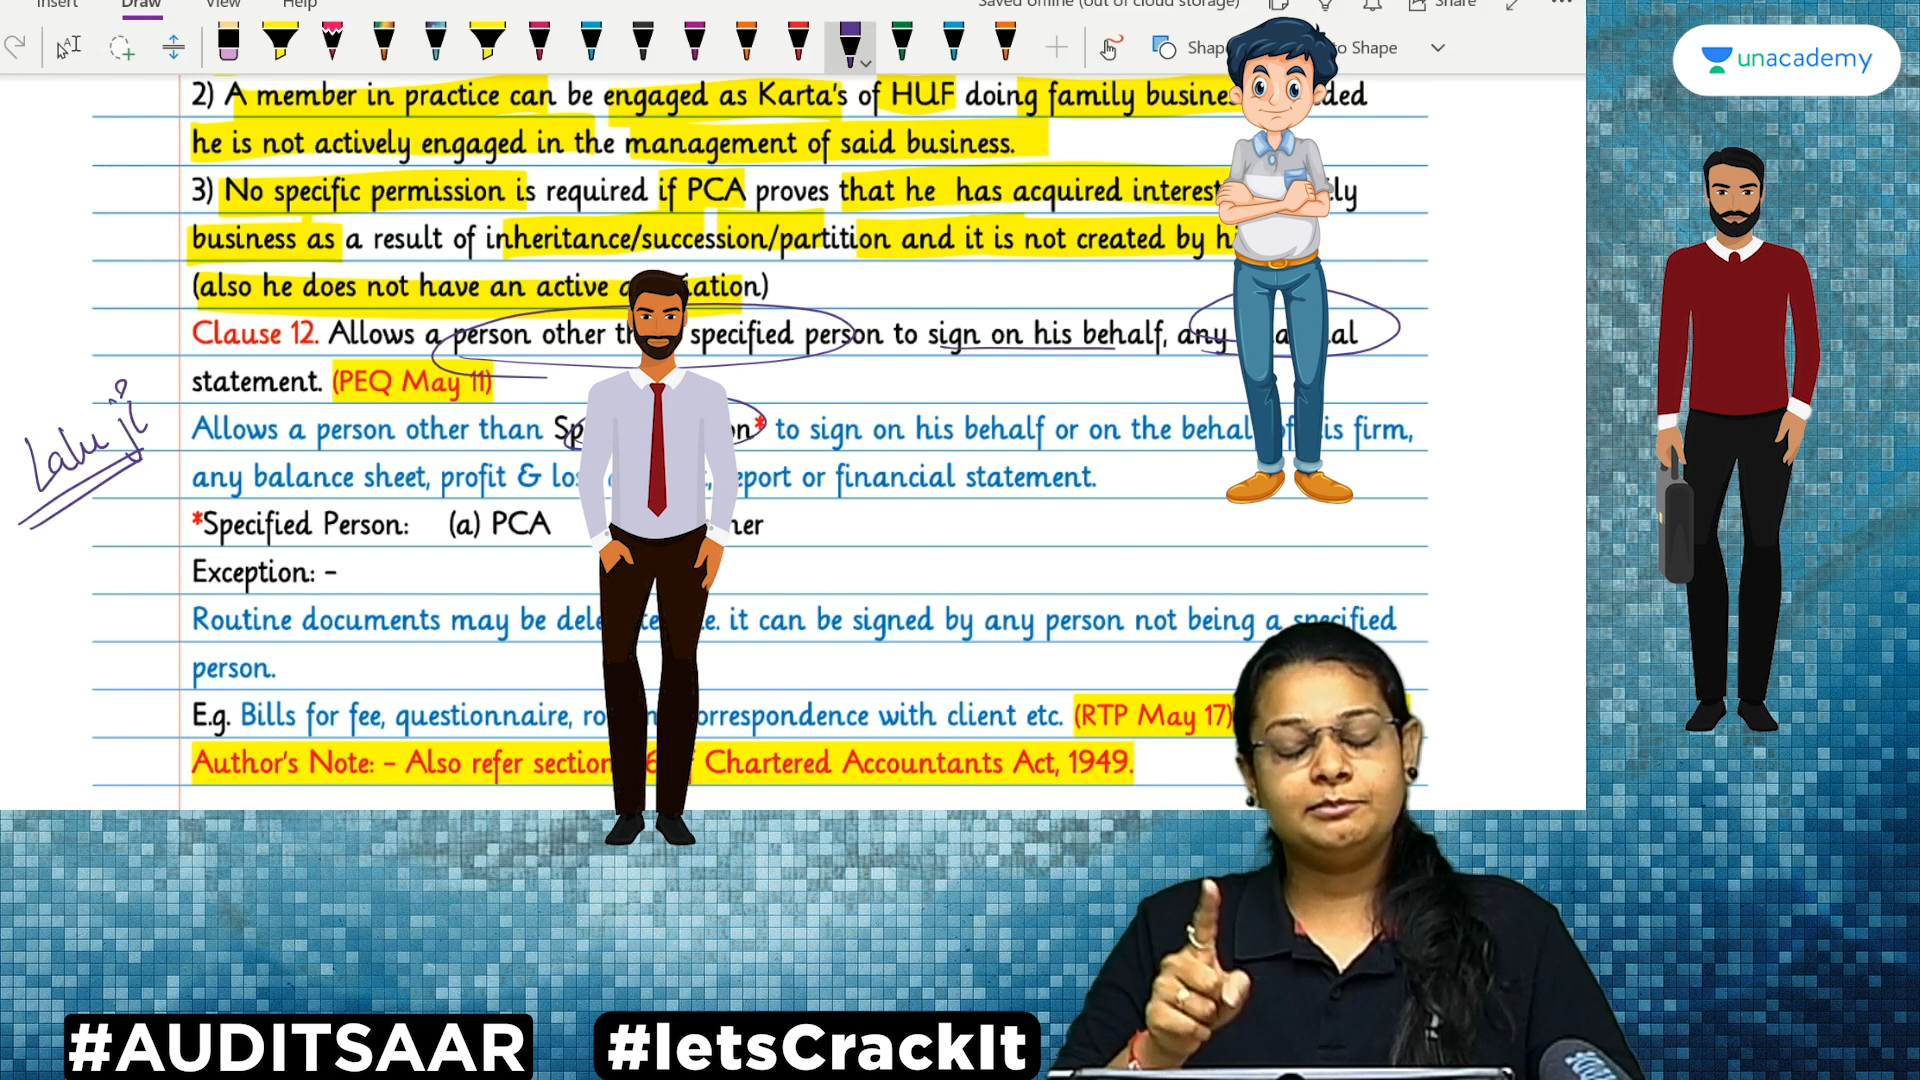 Insert Draw View Help Saved online (out of cloud storage) Share
Shap to Shape
unacademy
2) A member in practice can be engaged as Karta's of HUF doing family busine ded
he is not actively engaged in the management of said business.
3) No specific permission is required if PCA proves that he has acquired interest ly
business as a result of inheritance/succession/partition and it is not created by h
(also he does not have an active a iation)
Clause 12. Allows a person other th specified person to sign on his behalf, any a al
statement. (PEQ May 11)
Lalu ji
Allows a person other than Sp n* to sign on his behalf or on the behal of is firm,
any balance sheet, profit & los , eport or financial statement.
*Specified Person: (a) PCA ner
Exception: -
Routine documents may be dele te .e. it can be signed by any person not being a specified
person.
E.g. Bills for fee, questionnaire, ro n orrespondence with client etc. (RTP May 17)
Author's Note: - Also refer section 6 f Chartered Accountants Act, 1949.
#AUDITSAAR #letsCrackIt